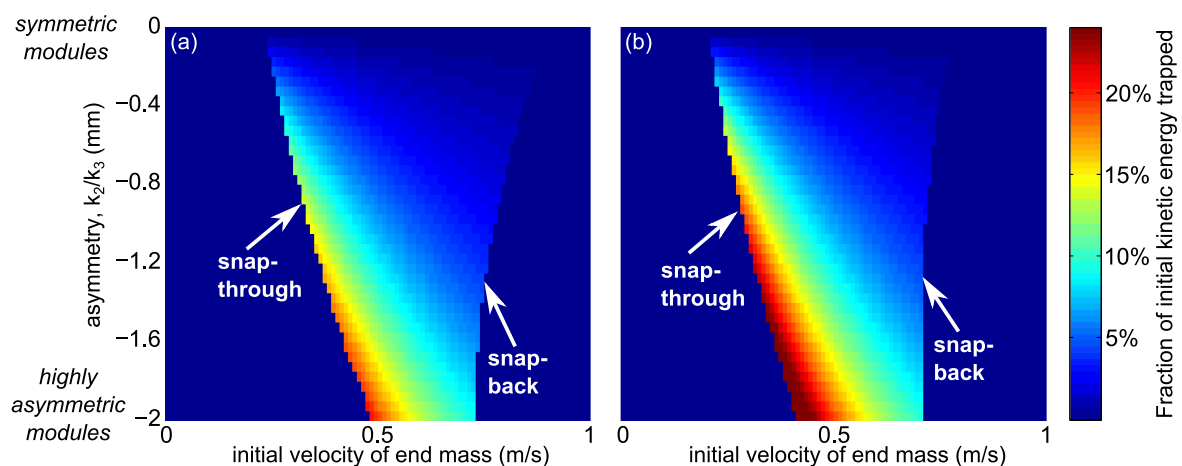 symmetric
modules
highly
asymmetric
modules
asymmetry, k2/k3 (mm)
0
−0.4
−0.8
−1.2
−1.6
−2
(a)
snap-
through
snap-
back
0
0.5
1
initial velocity of end mass (m/s)
(b)
snap-
through
snap-
back
0
0.5
1
initial velocity of end mass (m/s)
20%
15%
10%
5%
Fraction of initial kinetic energy trapped